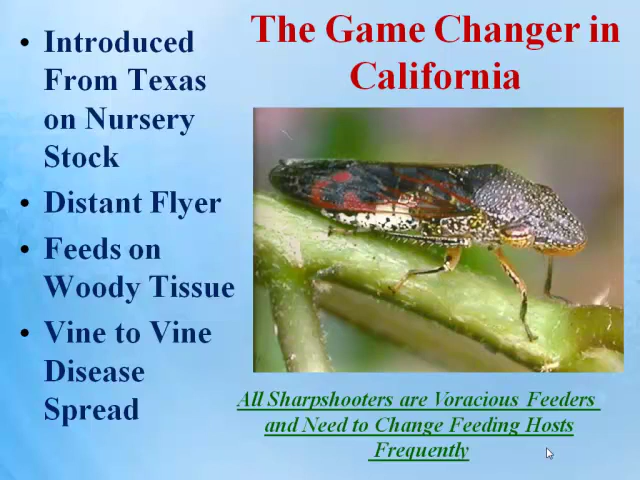 The Game Changer in
California
Introduced
From Texas
on Nursery
Stock
Distant Flyer
Feeds on
Woody Tissue
Vine to Vine
Disease
Spread
All Sharpshooters are Voracious Feeders
and Need to Change Feeding Hosts
Frequently